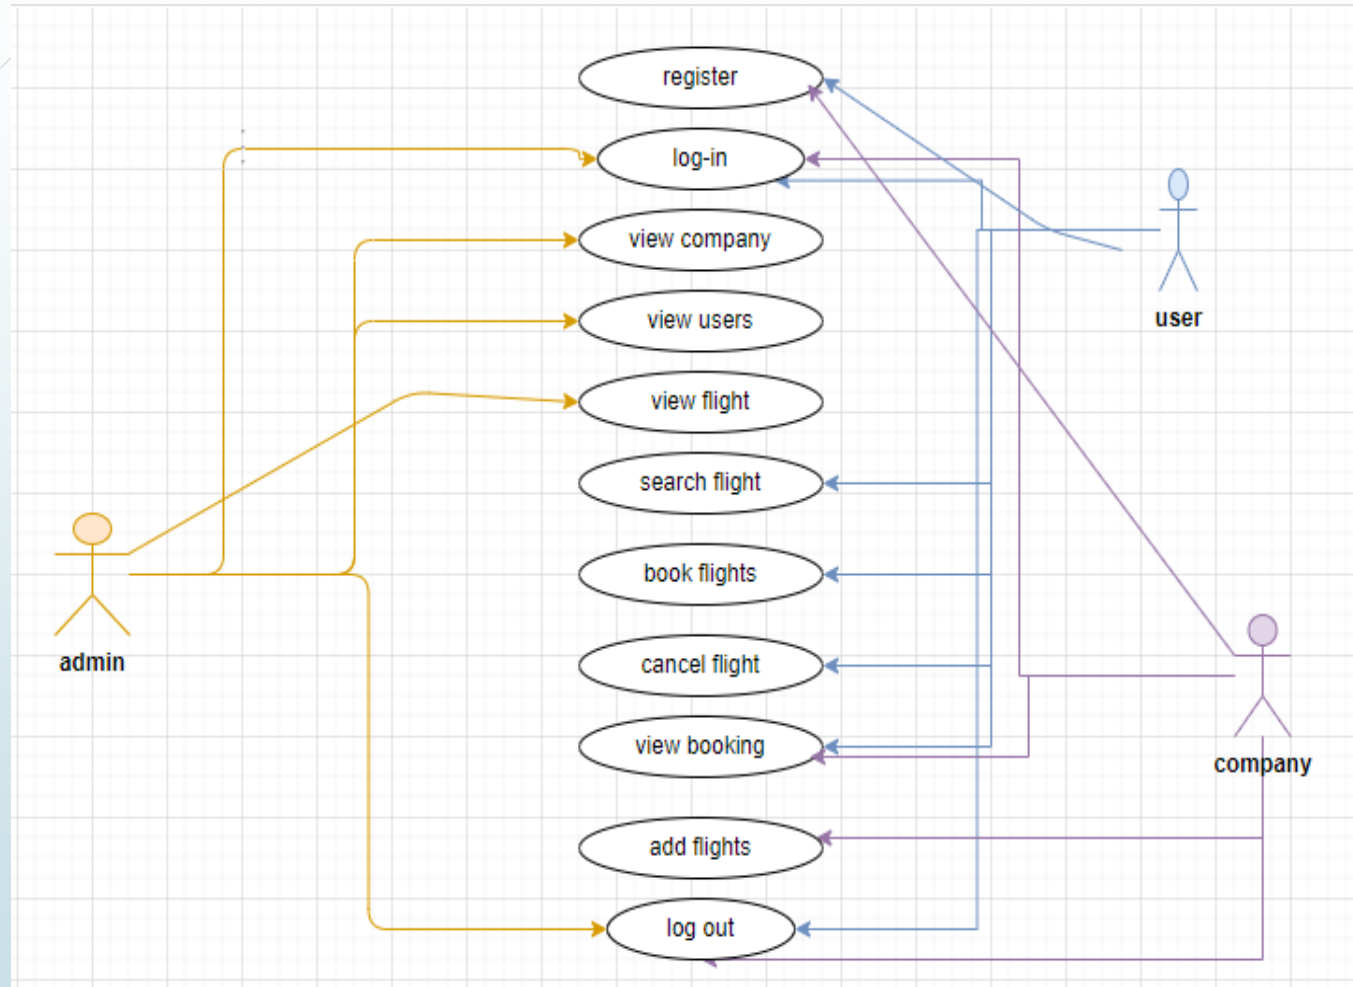 register
log-in
view company
view users
view flight
search flight
book flights
cancel flight
view booking
add flights
log out
user
admin
company